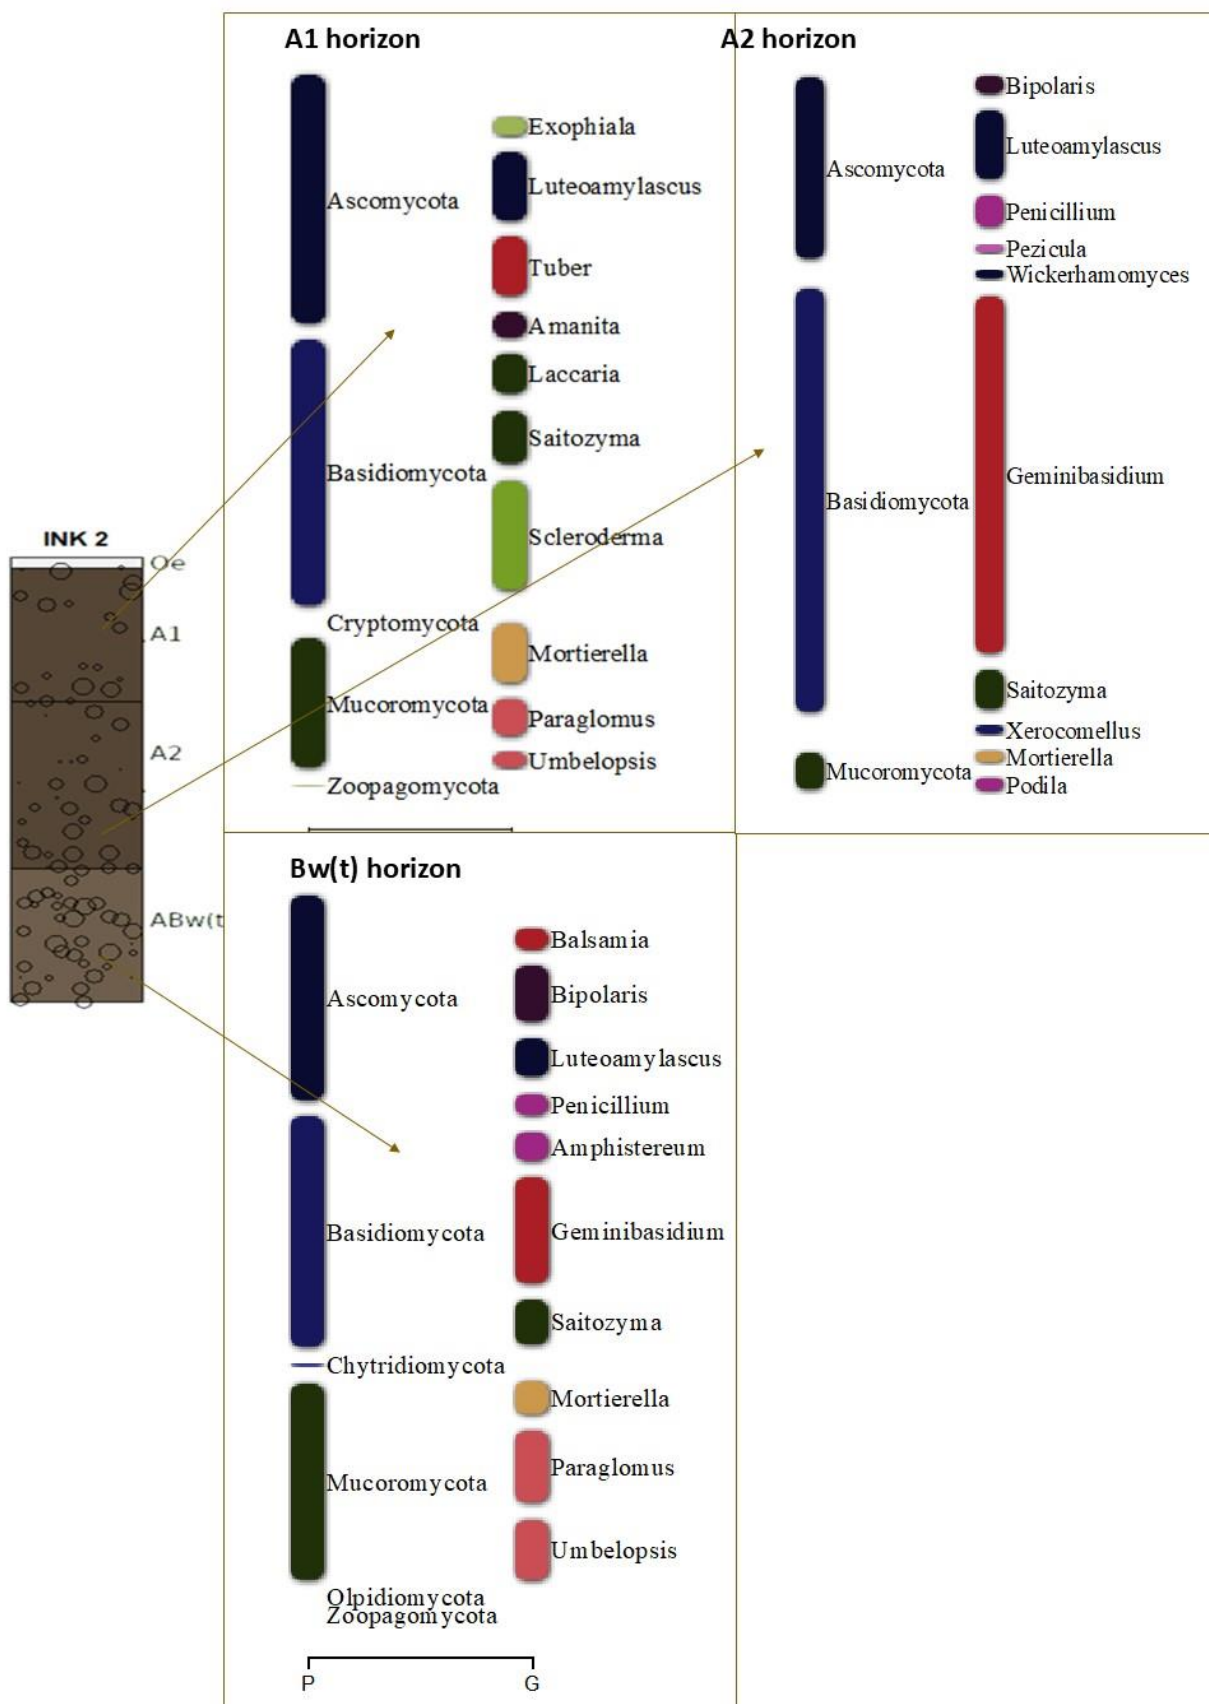 A1 horizon
Ascomycota
Basidiomycota
Cryptomycota
Mucoromycota
Zoopagomycota
Exophiala
Luteoamylascus
Tuber
Amanita
Laccaria
Saitozyma
Scleroderma
Mortierella
Paraglomus
Umbelopsis
A2 horizon
Ascomycota
Basidiomycota
Mucoromycota
Bipolaris
Luteoamylascus
Penicillium
Pezicula
Wickerhamomyces
Geminibasidium
Saitozyma
Xerocomellus
Mortierella
Podila
INK 2
Oe
A1
A2
ABw(t
Bw(t) horizon
Ascomycota
Basidiomycota
Chytridiomycota
Mucoromycota
Olpidiomycota
Zoopagomycota
Balsamia
Bipolaris
Luteoamylascus
Penicillium
Amphistereum
Geminibasidium
Saitozyma
Mortierella
Paraglomus
Umbelopsis
P G